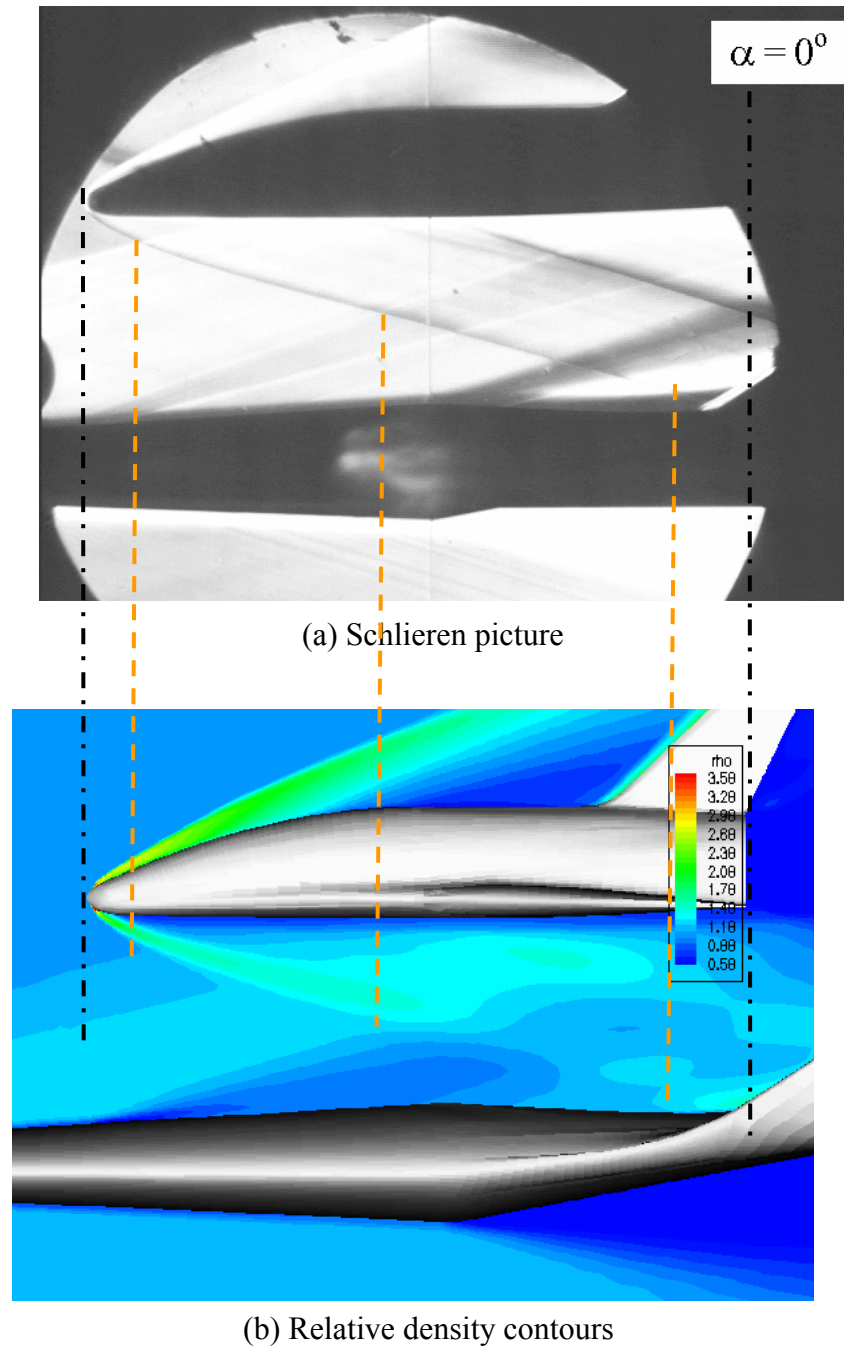 α = 0°
(a) Schlieren picture
rho
3.50
3.20
2.90
2.60
2.30
2.00
1.70
1.40
1.10
0.80
0.50
(b) Relative density contours